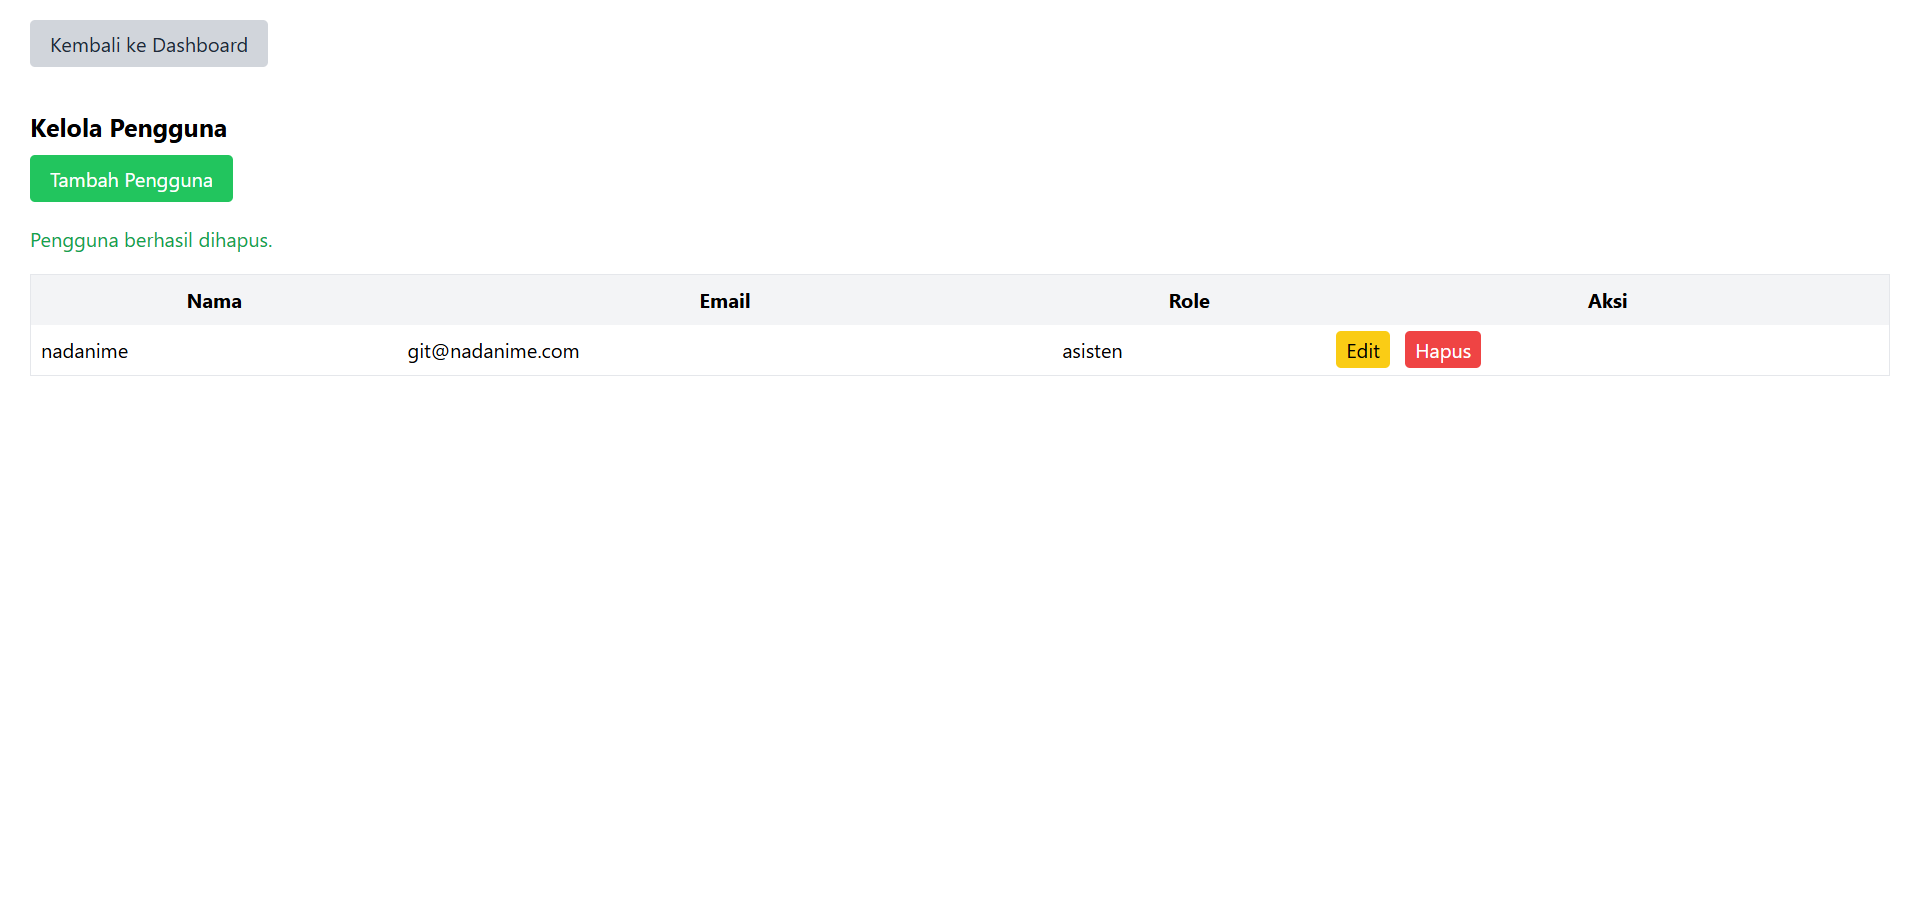 Kembali ke Dashboard
Kelola Pengguna
Tambah Pengguna
Pengguna berhasil dihapus.
Nama Email Role Aksi
nadanime git@nadanime.com asisten Edit Hapus